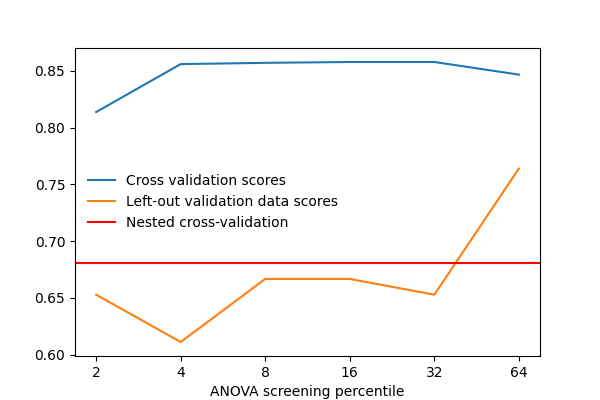 0.85
0.80
0.75
0.70
0.65
0.60
Cross validation scores
Left-out validation data scores
Nested cross-validation
2 4 8 16 32 64
ANOVA screening percentile